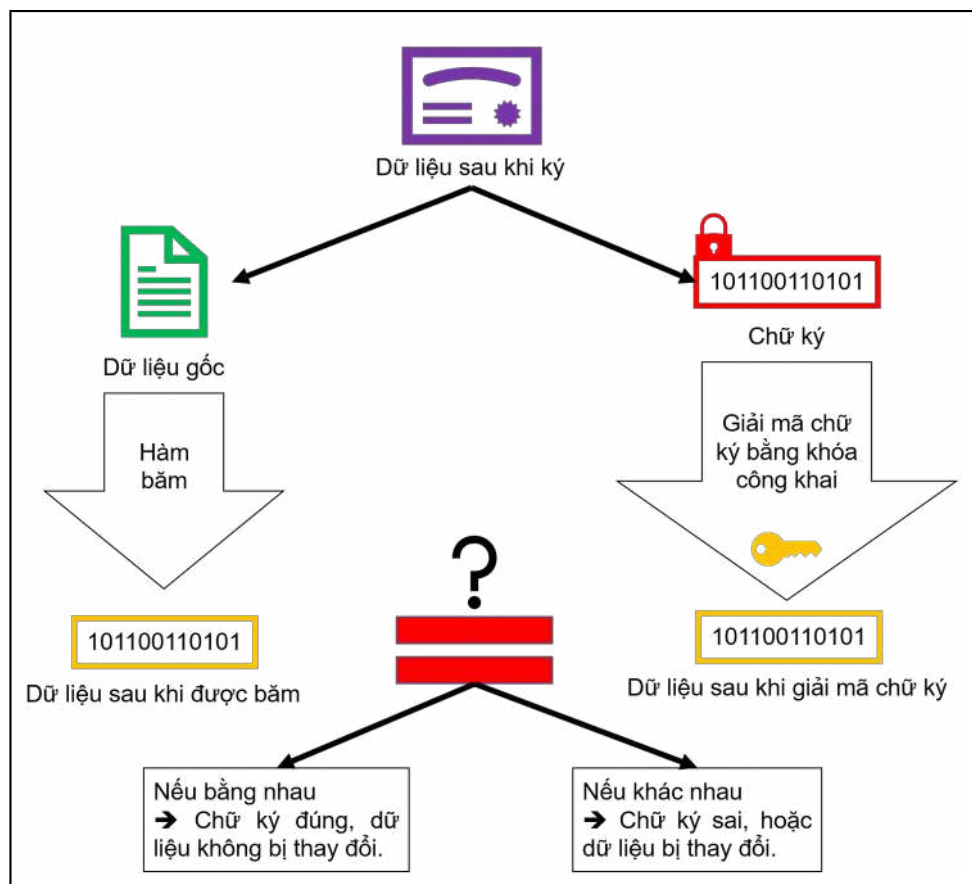 Dữ liệu sau khi ký
101100110101
Chữ ký
Dữ liệu gốc
Hàm
băm
Giải mã chữ
ký bằng khóa
công khai
?
101100110101
Dữ liệu sau khi được băm
101100110101
Dữ liệu sau khi giải mã chữ ký
Nếu bằng nhau
➔ Chữ ký đúng, dữ
liệu không bị thay đổi.
Nếu khác nhau
➔ Chữ ký sai, hoặc
dữ liệu bị thay đổi.